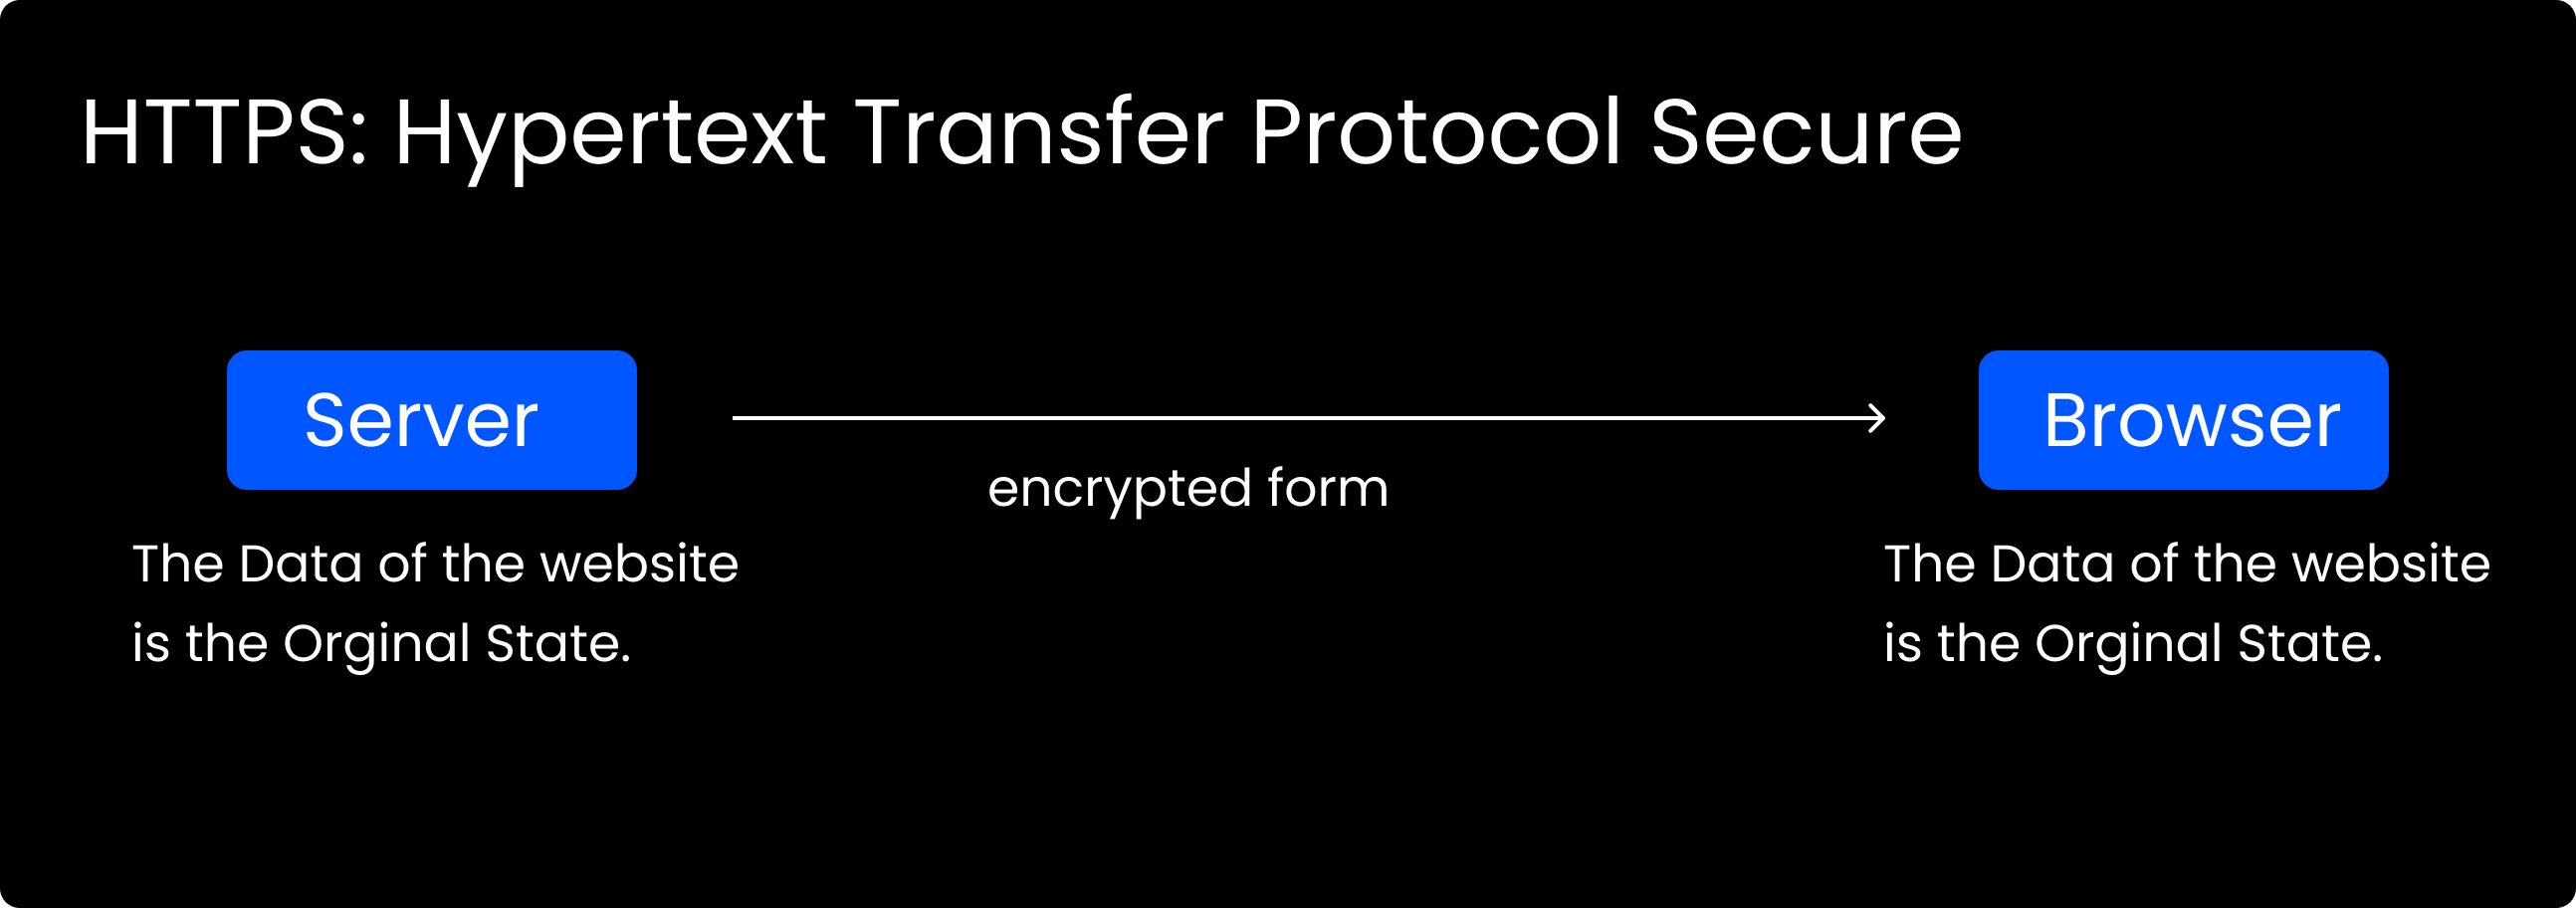 HTTPS: Hypertext Transfer Protocol Secure
Server
Browser
encrypted form
The Data of the website
is the Orginal State.
The Data of the website
is the Orginal State.